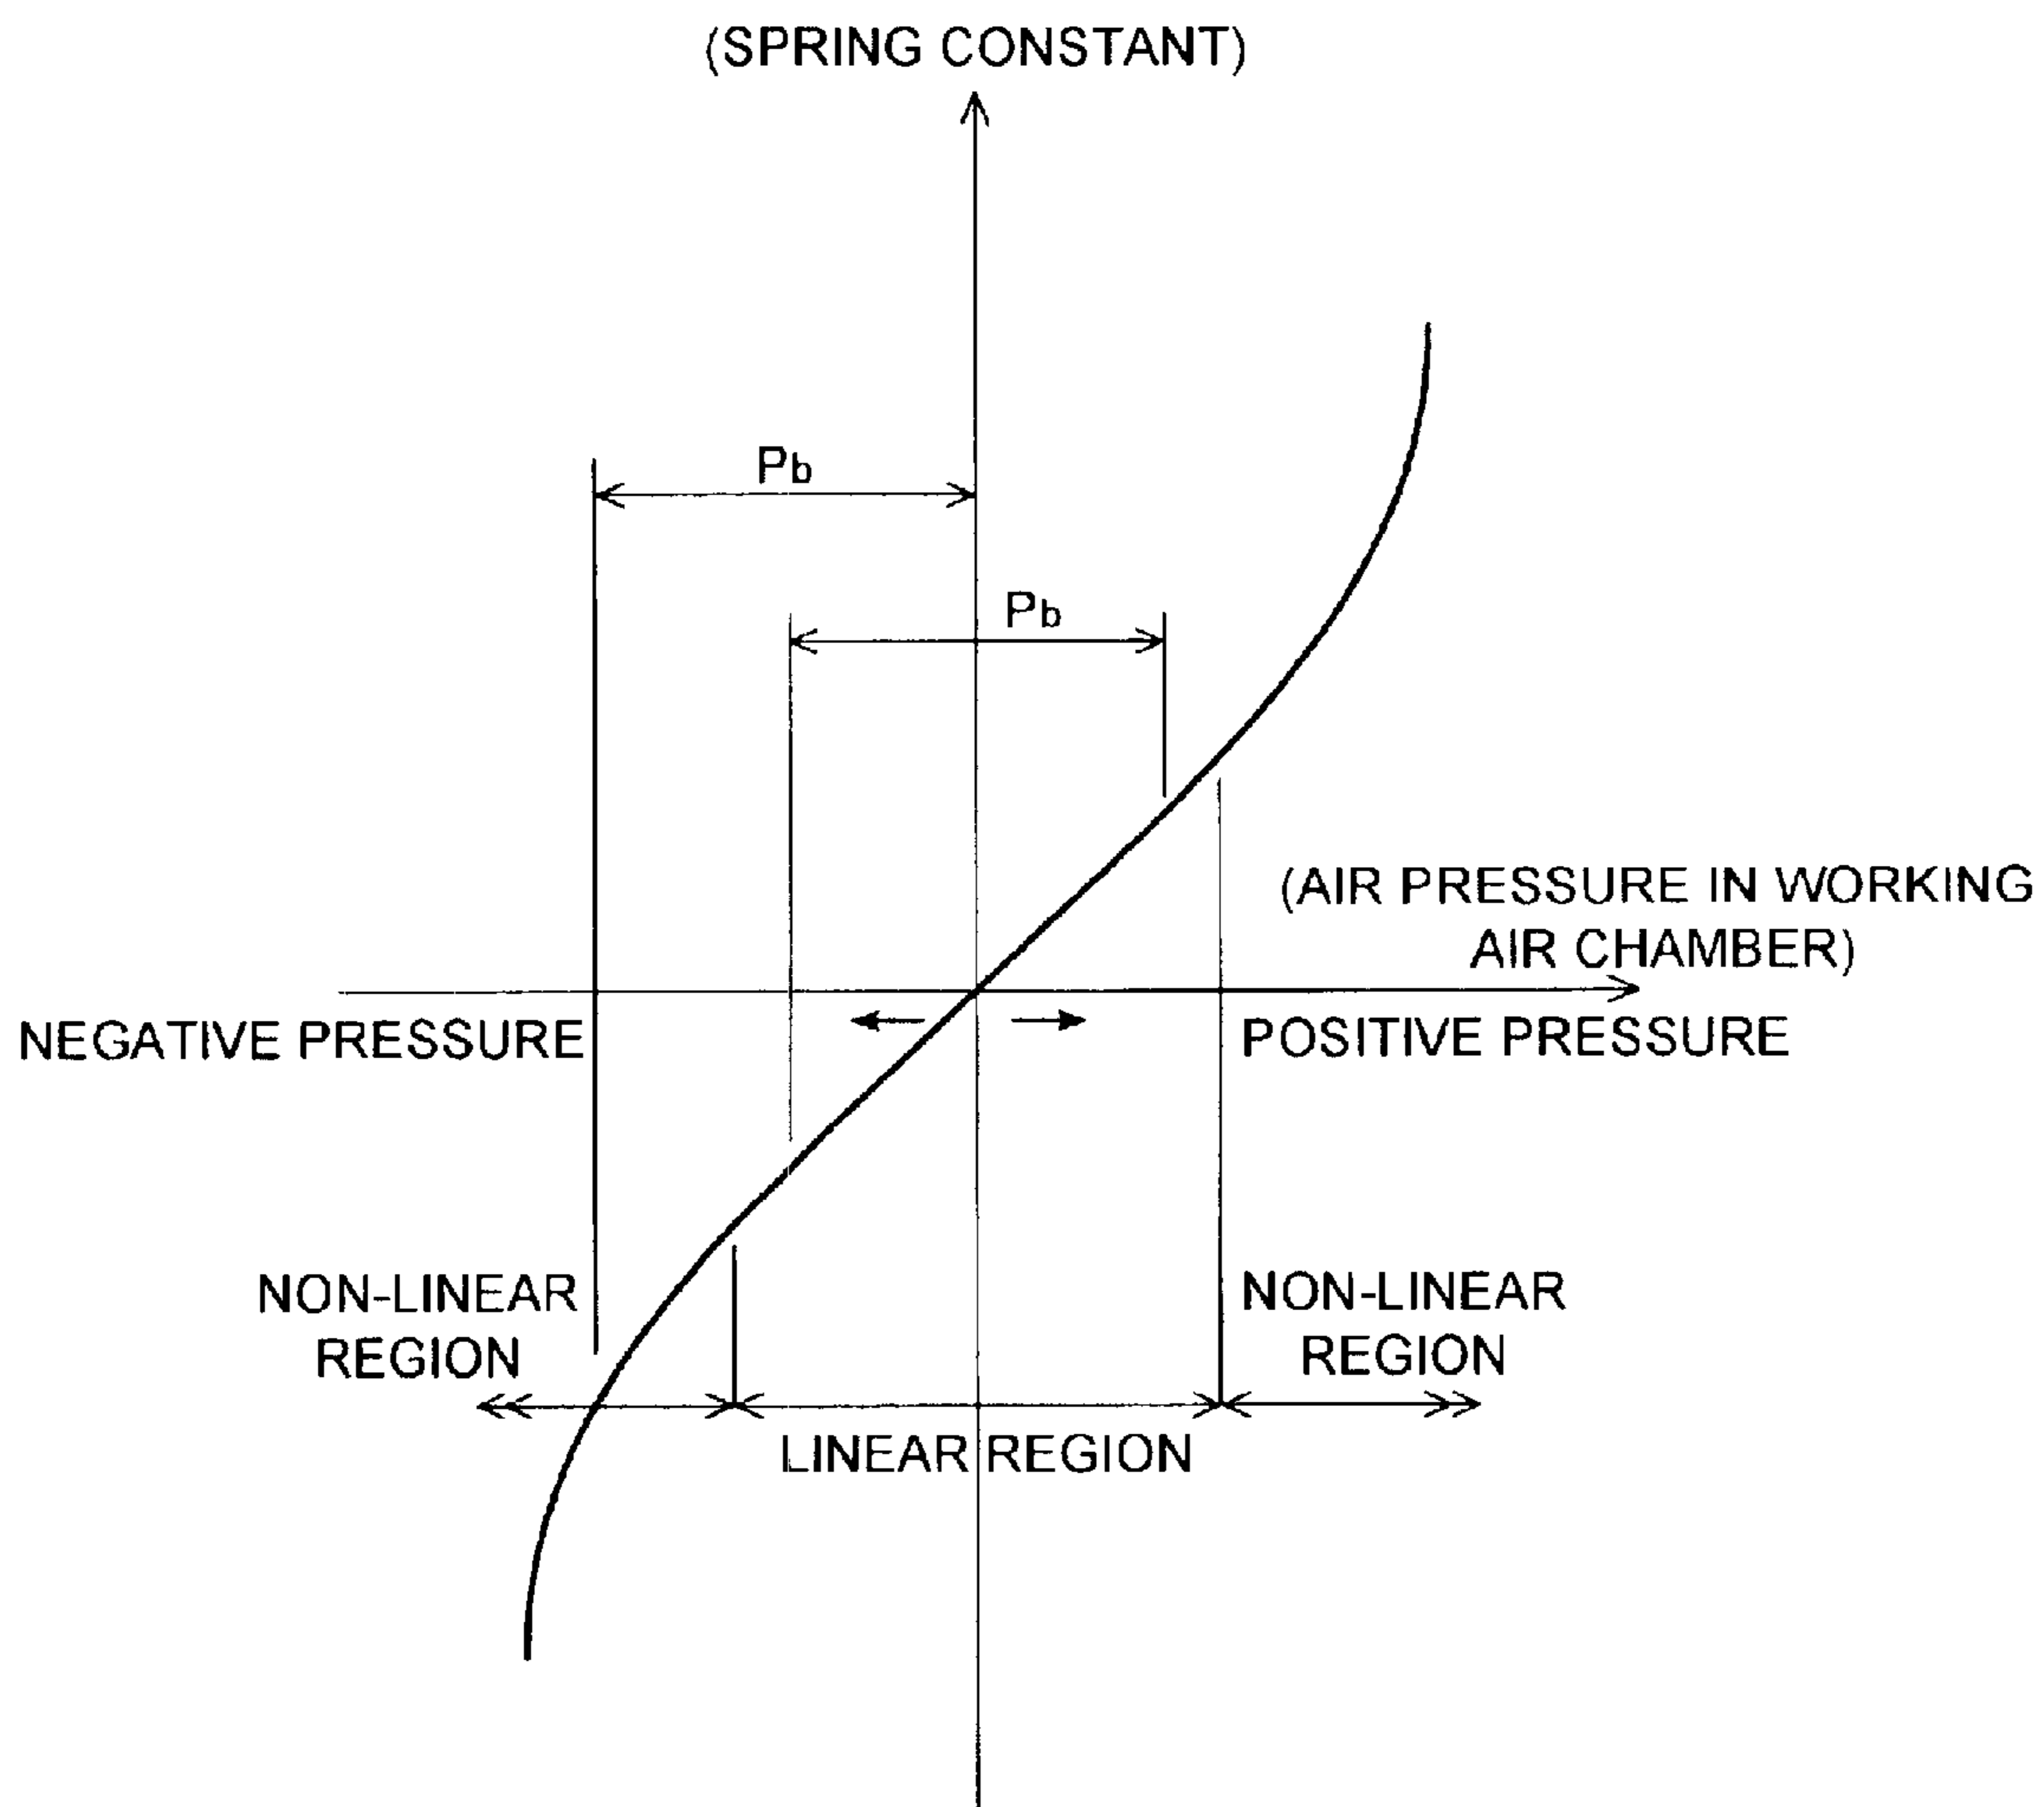 (SPRING CONSTANT)
Pb
Pb
(AIR PRESSURE IN WORKING
AIR CHAMBER)
NEGATIVE PRESSURE
POSITIVE PRESSURE
NON-LINEAR
REGION
NON-LINEAR
REGION
LINEAR REGION